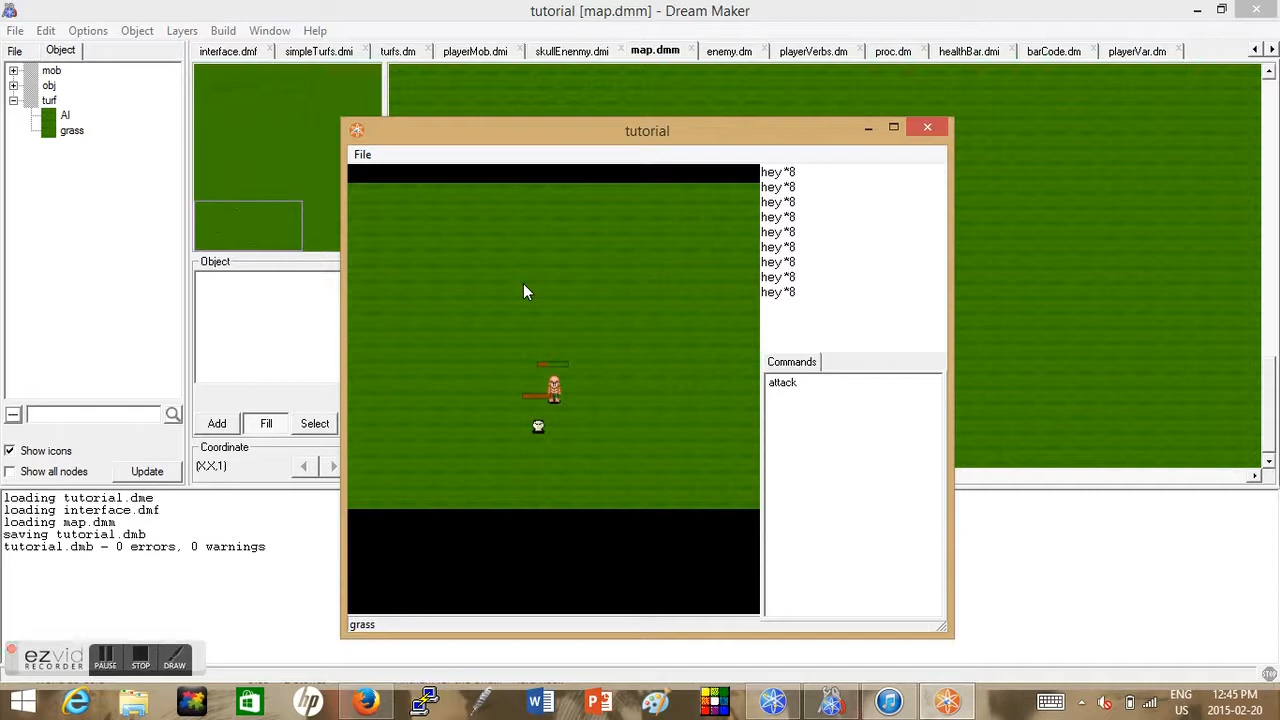 tutorial [map.dmm] - Dream Maker
File Edit Options Object Layers Build Window Help
File Object interface.dmf simpleTurfs.dmi turfs.dm playerMob.dmi skullEnenmy.dmi map.dmm enemy.dm playerVerbs.dm proc.dm healthBar.dmi barCode.dm playerVar.dm
mob
obj
turf
Al
grass
Show icons
Show all nodes
Update
Object
Add Fill Select
Coordinate
(X,X,1)
tutorial
File
hey *8
hey *8
hey *8
hey *8
hey *8
hey *8
hey *8
hey *8
hey *8
Commands
attack
grass
loading tutorial.dme
loading interface.dmf
loading map.dmm
saving tutorial.dmb
tutorial.dmb - 0 errors, 0 warnings
ezvid
RECORDER
PAUSE STOP DRAW
ENG
US
12:45 PM
2015-02-20